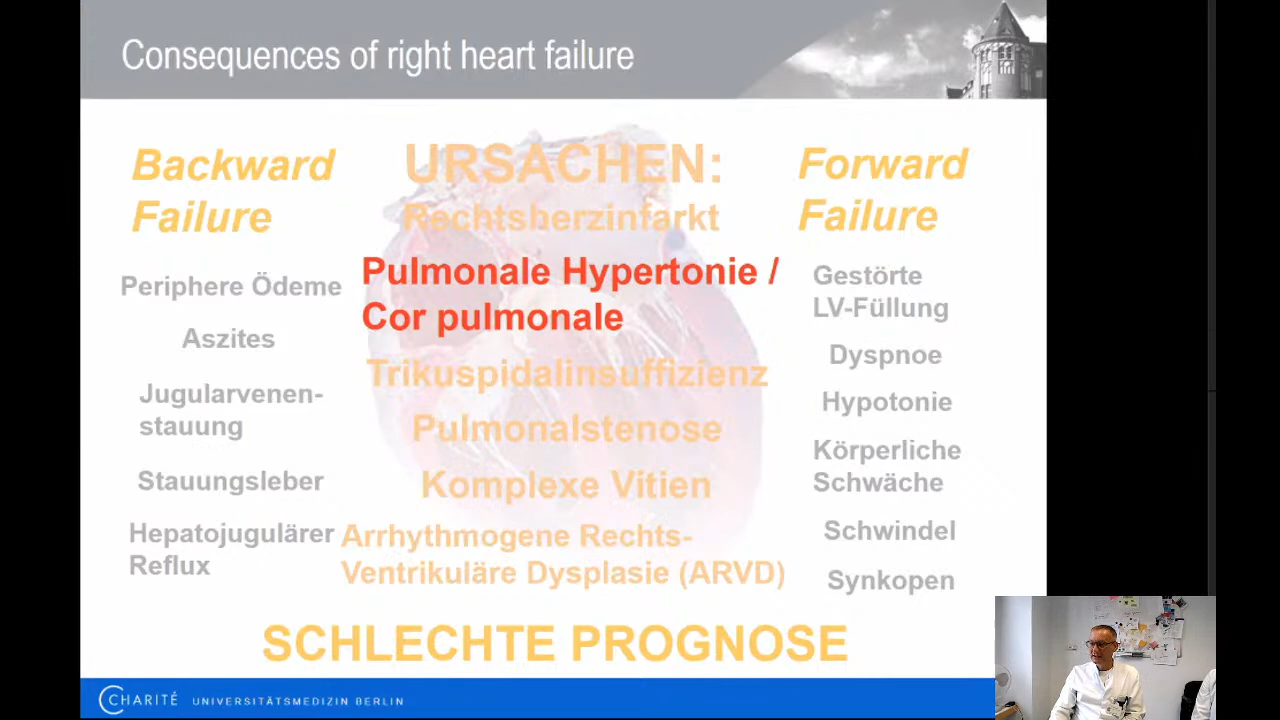 Consequences of right heart failure
Backward
Failure
Periphere Ödeme
Aszites
Jugularvenen-
stauung
Stauungsleber
Hepatojugulärer
Reflux
URSACHEN:
Rechtsherzinfarkt
Pulmonale Hypertonie /
Cor pulmonale
Trikuspidalinsuffizienz
Pulmonalstenose
Komplexe Vitien
Arrhythmogene Rechts-
Ventrikuläre Dysplasie (ARVD)
Forward
Failure
Gestörte
LV-Füllung
Dyspnoe
Hypotonie
Körperliche
Schwäche
Schwindel
Synkopen
SCHLECHTE PROGNOSE
CHARITÉ UNIVERSITÄTSMEDIZIN BERLIN